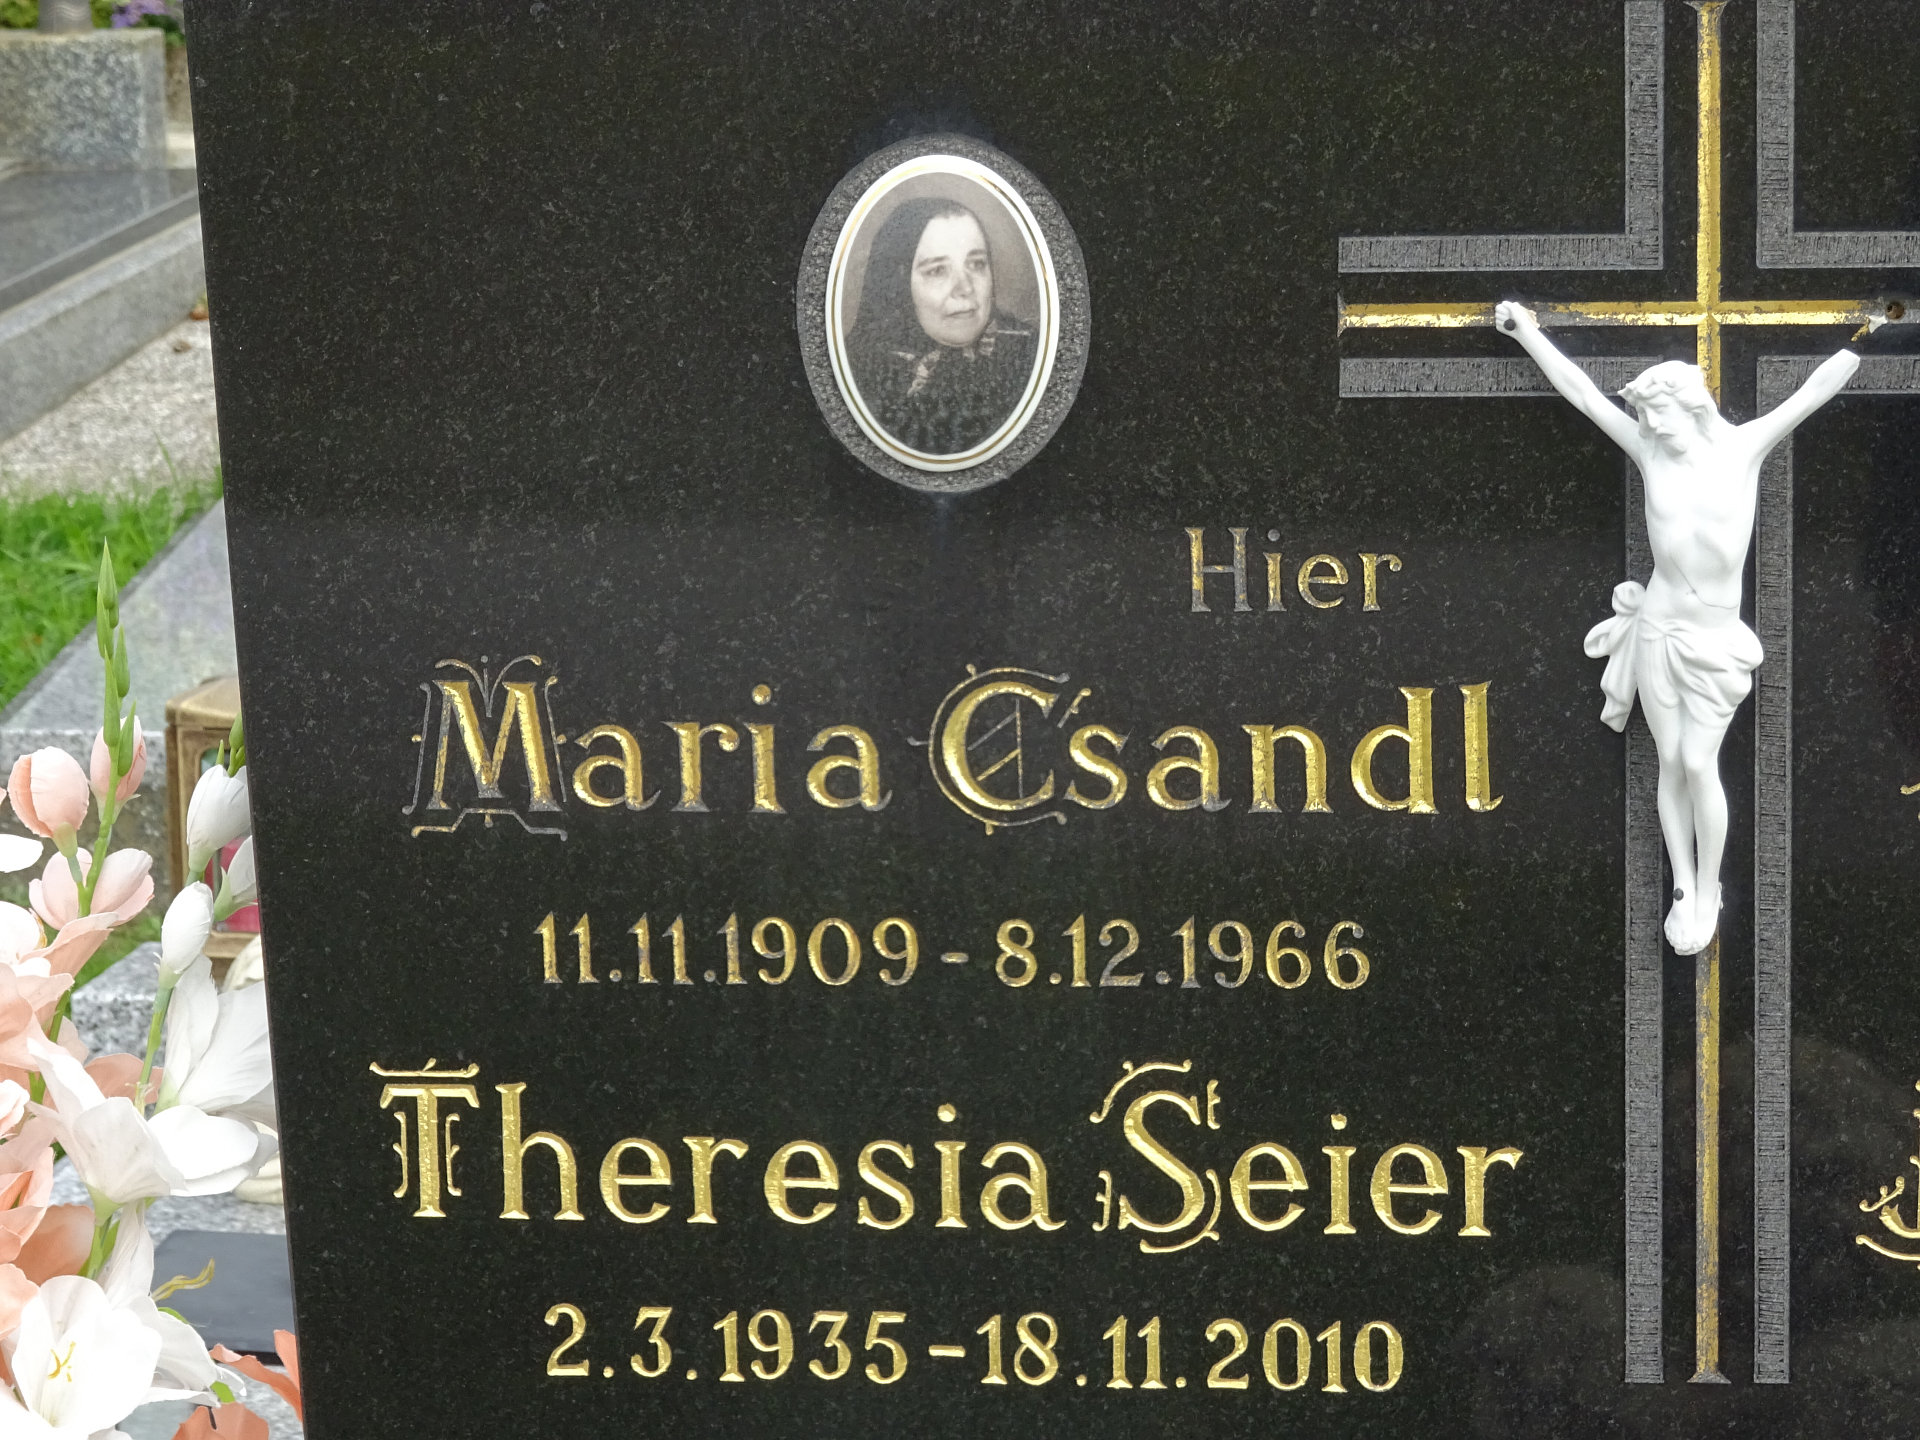 Hier
Maria Csandl
11.11.1909 - 8.12.1966
Theresia Seier
2.3.1935 - 18.11.2010